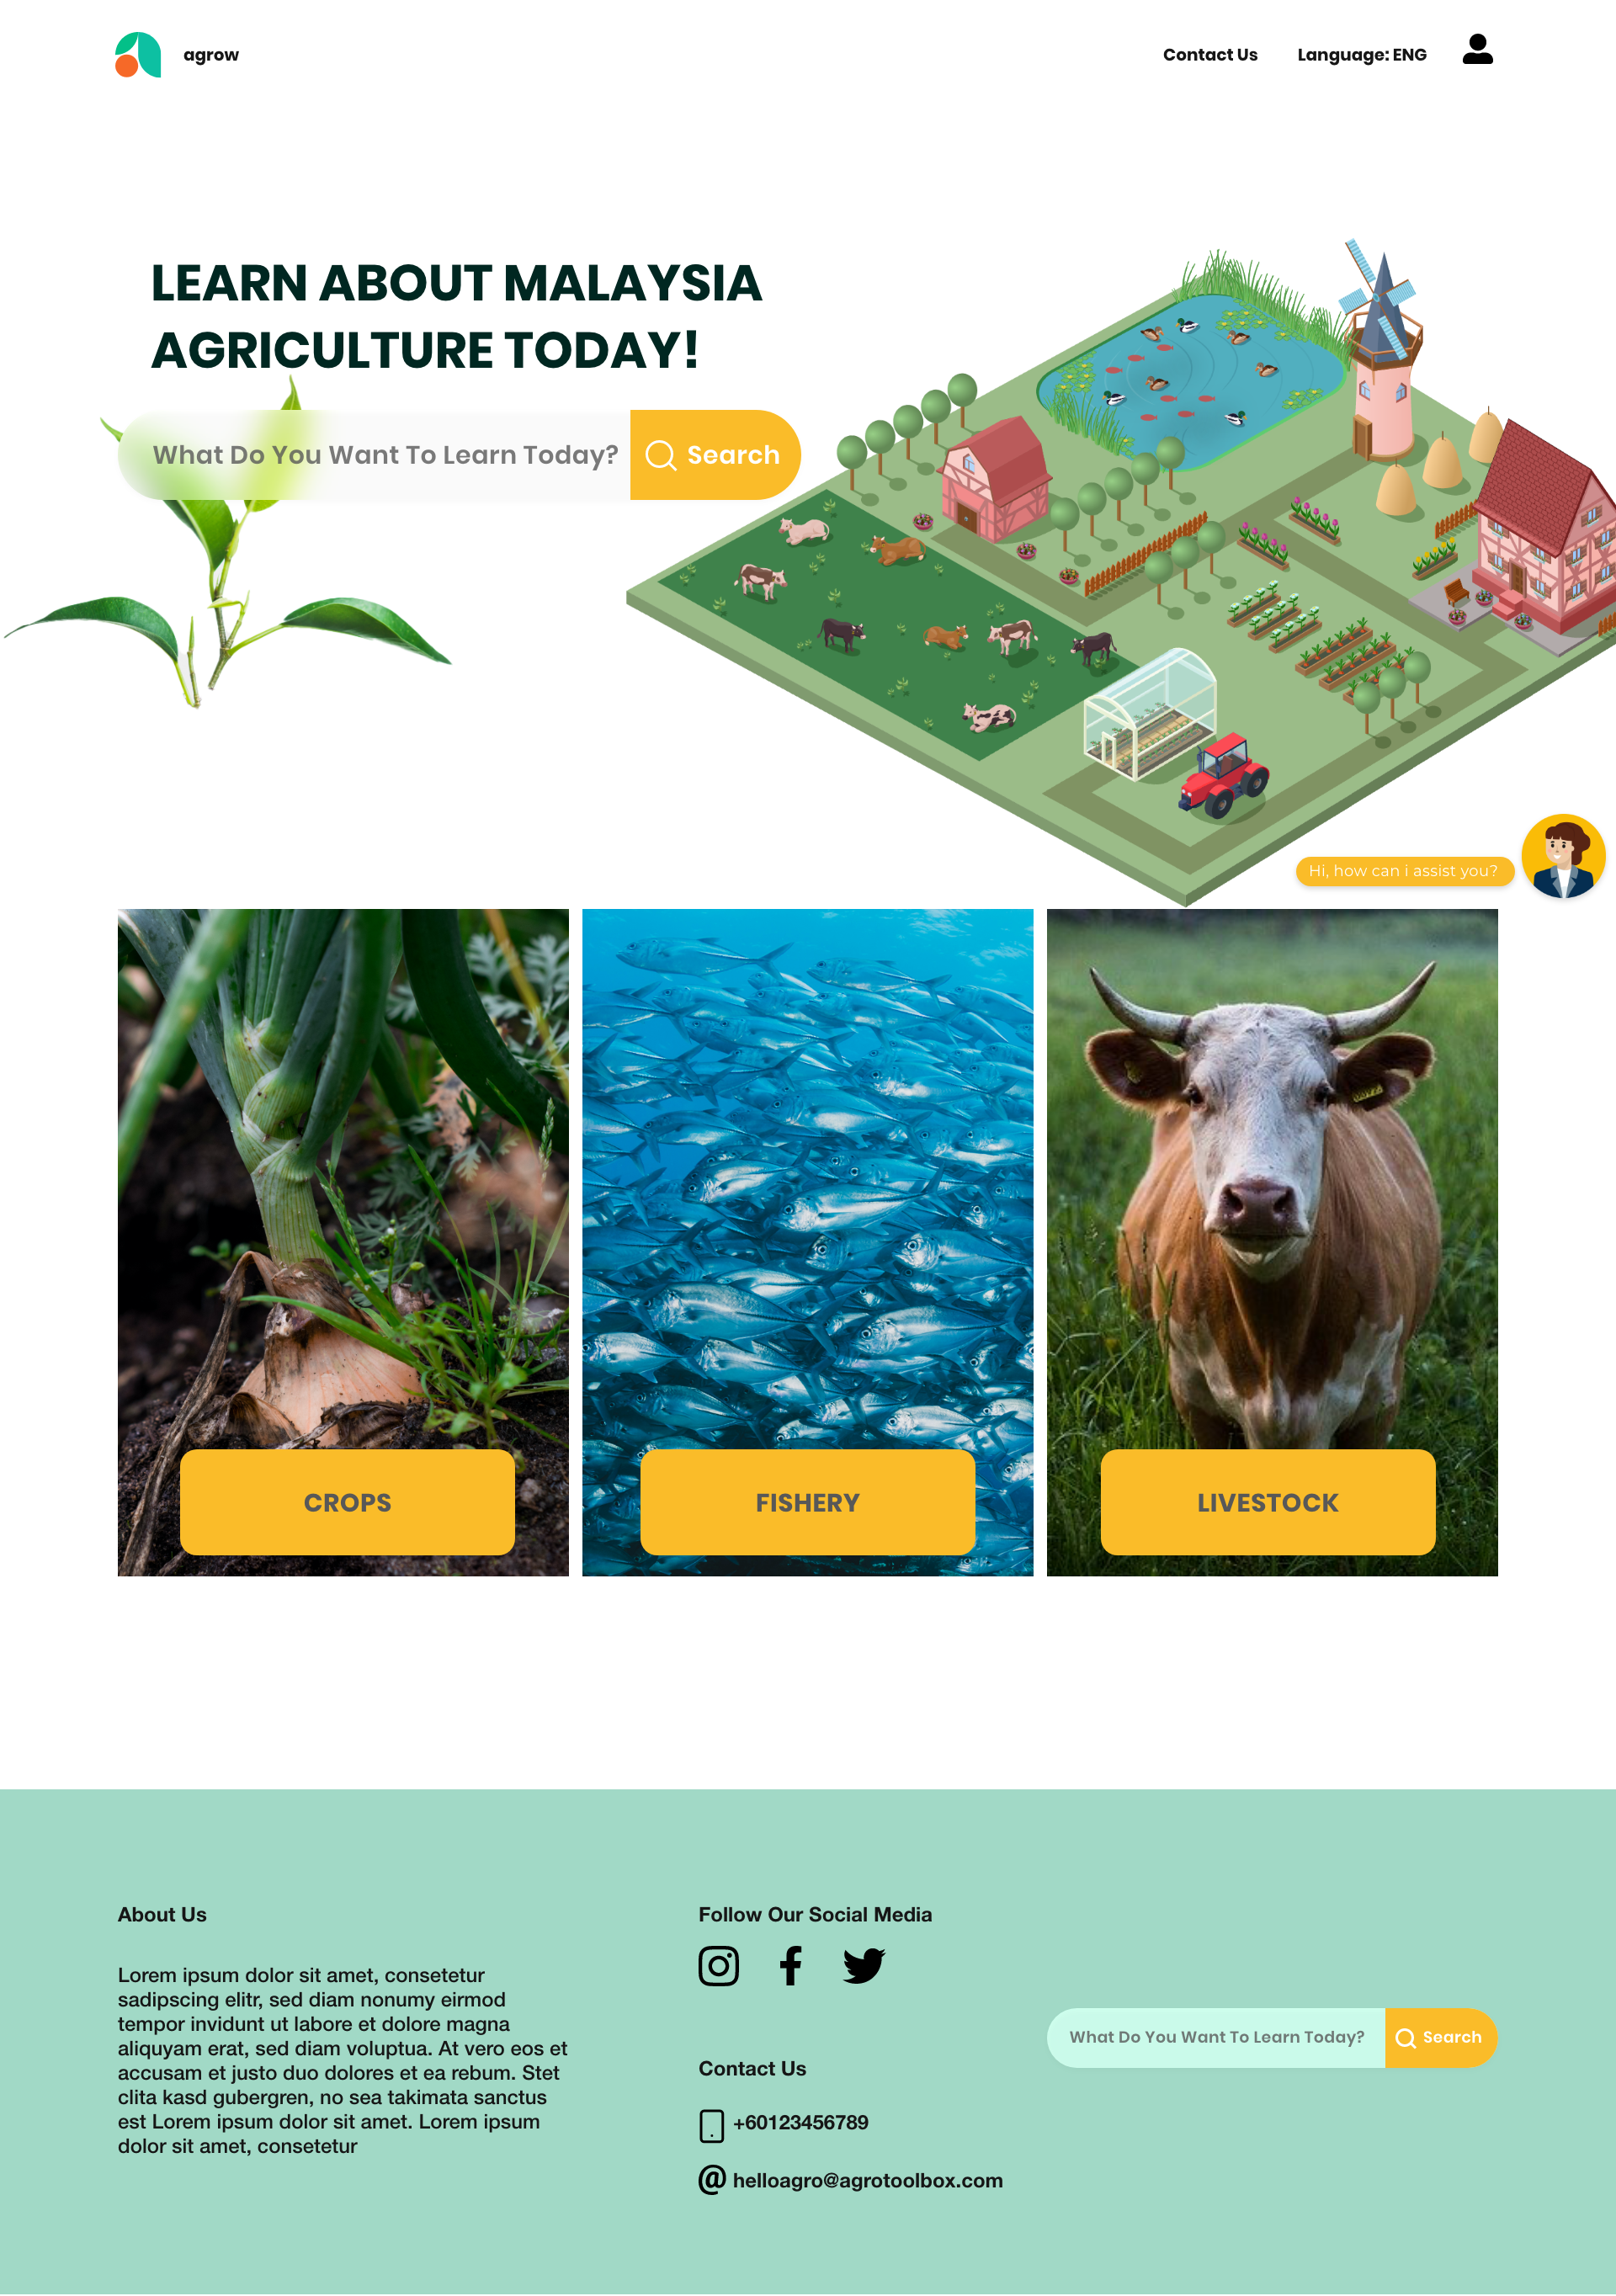 agrow
Contact Us
Language: ENG
LEARN ABOUT MALAYSIA
AGRICULTURE TODAY!
What Do You Want To Learn Today?
Search
Hi, how can i assist you?
CROPS
FISHERY
LIVESTOCK
About Us
Lorem ipsum dolor sit amet, consetetur
sadipscing elitr, sed diam nonumy eirmod
tempor invidunt ut labore et dolore magna
aliquyam erat, sed diam voluptua. At vero eos et
accusam et justo duo dolores et ea rebum. Stet
clita kasd gubergren, no sea takimata sanctus
est Lorem ipsum dolor sit amet. Lorem ipsum
dolor sit amet, consetetur
Follow Our Social Media
Contact Us
+60123456789
@ helloagro@agrotoolbox.com
What Do You Want To Learn Today?
Search